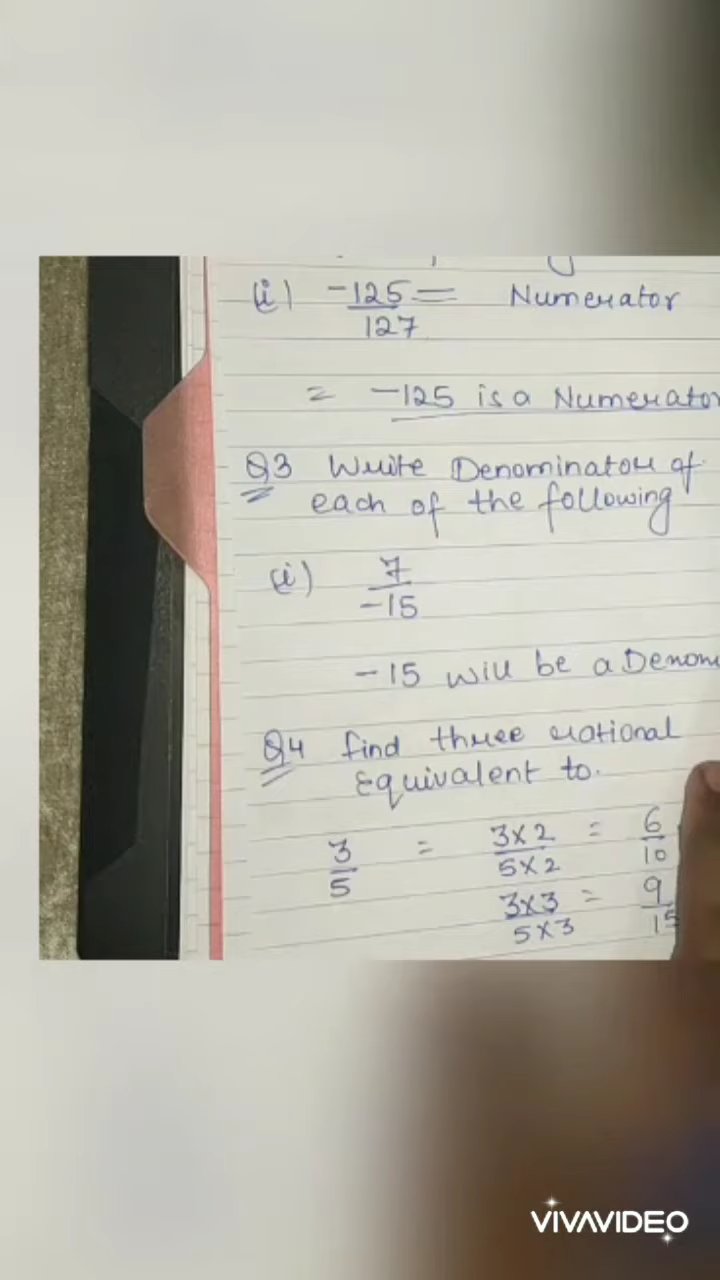 (i) -125/127 = Numerator
= -125 is a Numerator
Q3 Write Denominator of
each of the following
(i) 7/-15
-15 will be a Denom
Q4 find three rational
Equivalent to.
3/5 = 3×2/5×2 = 6/10
3×3/5×3 = 9/15
VIVAVIDEO